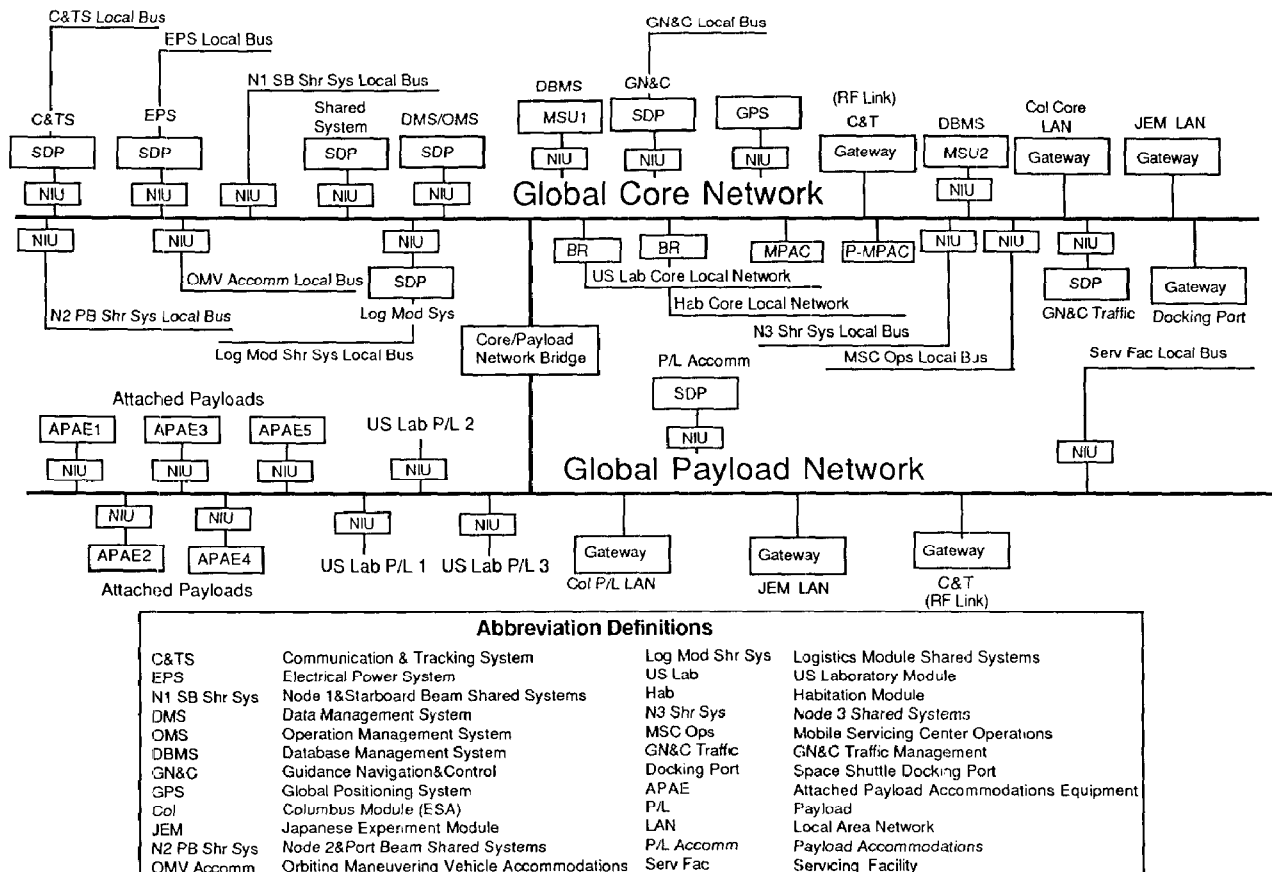 C&TS Local Bus
GN&C Local Bus
EPS Local Bus
N1 SB Shr Sys Local Bus
C&TS
EPS
Shared System
DMS/OMS
DBMS
GN&C
(RF Link) C&T
DBMS
Col Core LAN
JEM LAN
SDP
SDP
SDP
SDP
MSU1
SDP
GPS
Gateway
MSU2
Gateway
Gateway
NIU
NIU
NIU
NIU
NIU
NIU
NIU
NIU
NIU
Global Core Network
NIU
NIU
NIU
BR
BR
MPAC
P-MPAC
NIU
NIU
NIU
OMV Accomm Local Bus
SDP
US Lab Core Local Network
SDP
Gateway
Hab Core Local Network
N2 PB Shr Sys Local Bus
Log Mod Sys
GN&C Traffic
Docking Port
N3 Shr Sys Local Bus
Log Mod Shr Sys Local Bus
Core/Payload Network Bridge
MSC Ops Local Bus
Serv Fac Local Bus
P/L Accomm
SDP
NIU
Attached Payloads
APAE1
APAE3
APAE5
US Lab P/L 2
NIU
NIU
NIU
NIU
NIU
Global Payload Network
NIU
NIU
NIU
NIU
APAE2
APAE4
US Lab P/L 1
US Lab P/L 3
Gateway
Gateway
Gateway
Col P/L LAN
JEM LAN
C&T
(RF Link)
Attached Payloads
Abbreviation Definitions
C&TS Communication & Tracking System
EPS Electrical Power System
N1 SB Shr Sys Node 1&Starboard Beam Shared Systems
DMS Data Management System
OMS Operation Management System
DBMS Database Management System
GN&C Guidance Navigation&Control
GPS Global Positioning System
Col Columbus Module (ESA)
JEM Japanese Experiment Module
N2 PB Shr Sys Node 2&Port Beam Shared Systems
OMV Accomm Orbiting Maneuvering Vehicle Accommodations
Log Mod Shr Sys Logistics Module Shared Systems
US Lab US Laboratory Module
Hab Habitation Module
N3 Shr Sys Node 3 Shared Systems
MSC Ops Mobile Servicing Center Operations
GN&C Traffic GN&C Traffic Management
Docking Port Space Shuttle Docking Port
APAE Attached Payload Accommodations Equipment
P/L Payload
LAN Local Area Network
P/L Accomm Payload Accommodations
Serv Fac Servicing Facility